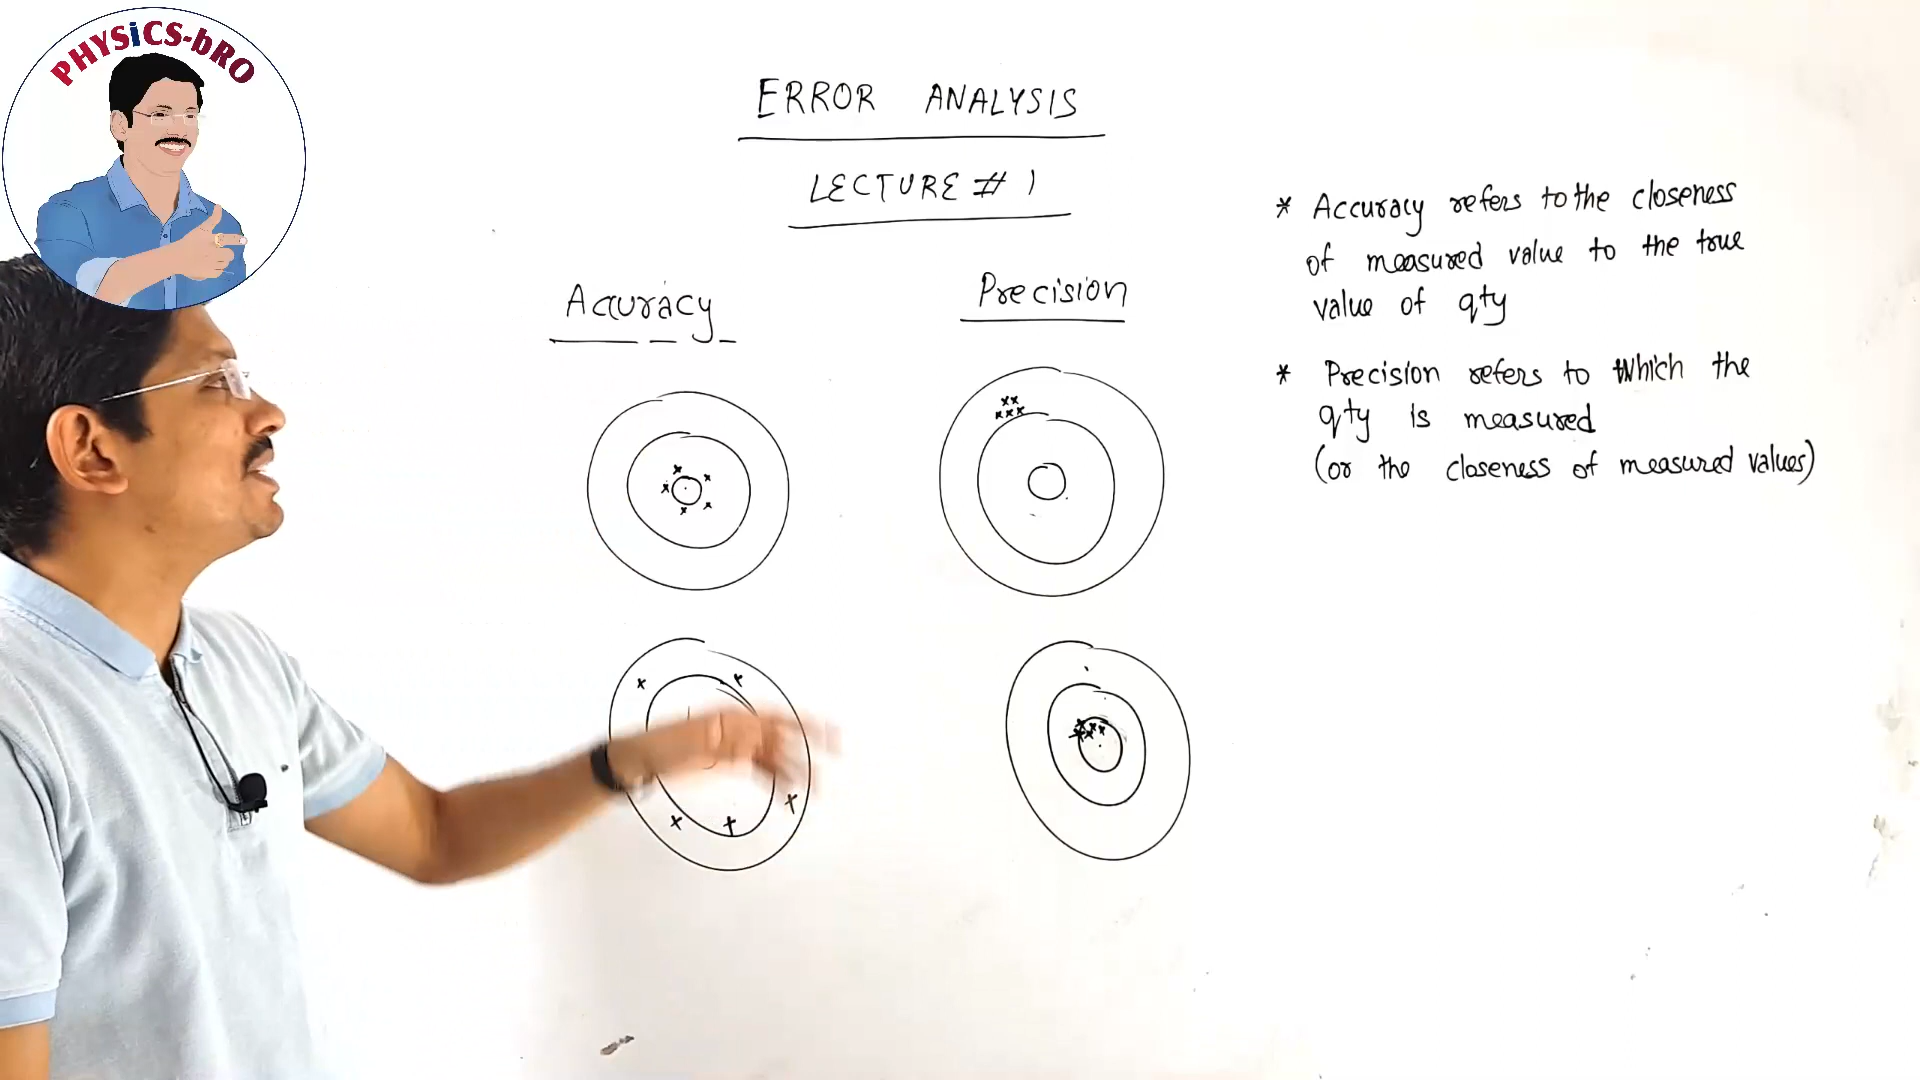 PHYSiCS-bRO
ERROR ANALYSIS
LECTURE # 1
Accuracy
Precision
* Accuracy refers to the closeness
of measured value to the true
value of qty
* Precision refers to Which the
qty is measured
(or the closeness of measured values)